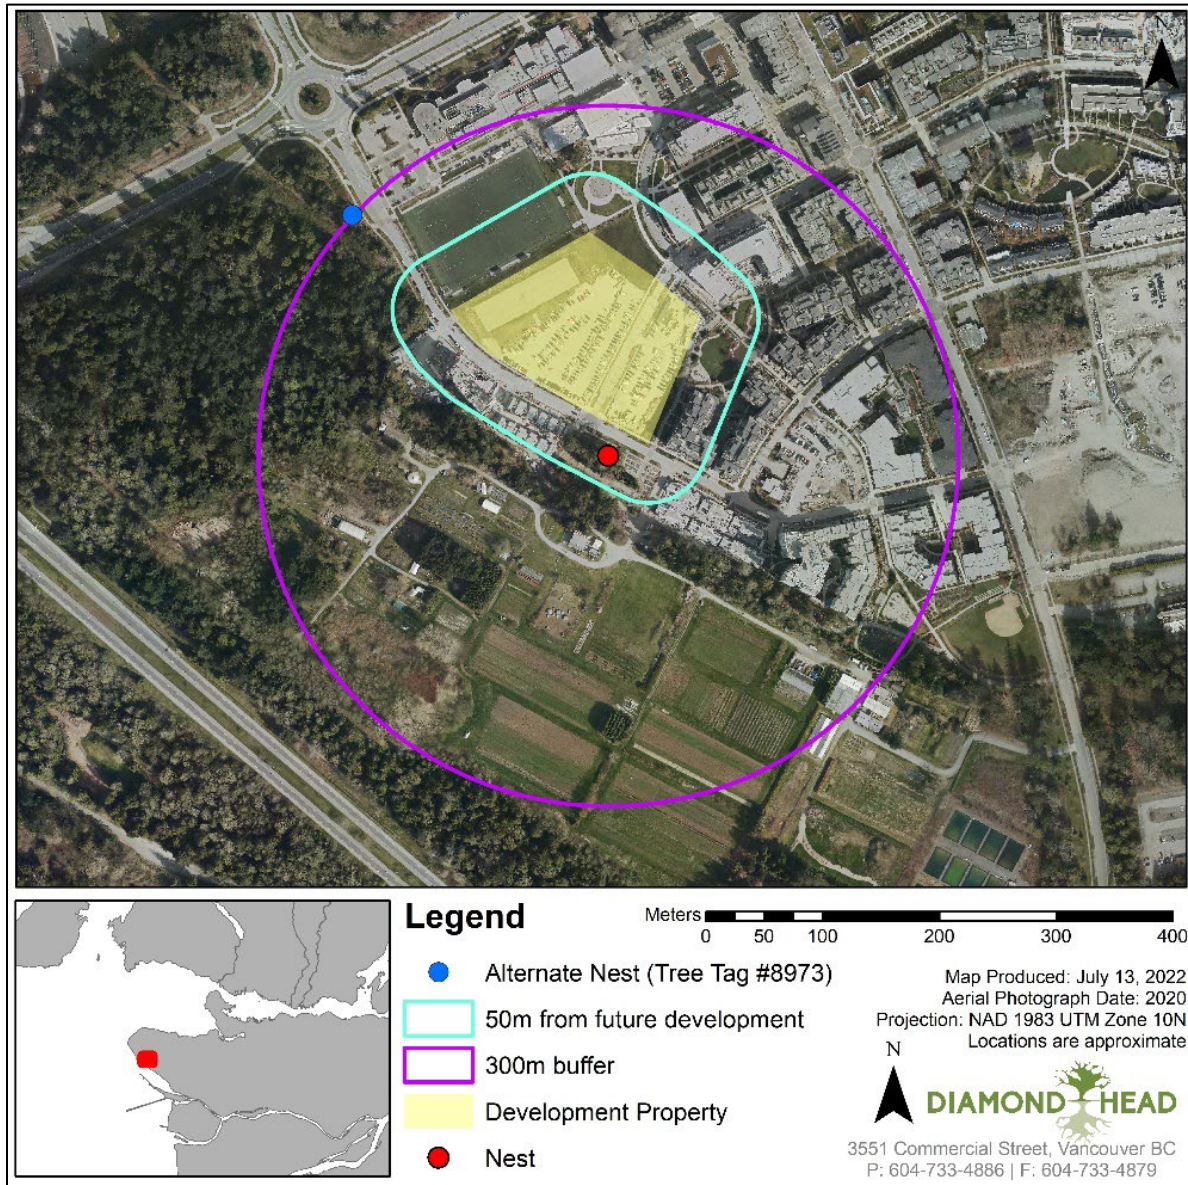 N
Legend
Meters
0 50 100 200 300 400
Alternate Nest (Tree Tag #8973)
50m from future development
300m buffer
Development Property
Nest
Map Produced: July 13, 2022
Aerial Photograph Date: 2020
Projection: NAD 1983 UTM Zone 10N
Locations are approximate
N
DIAMOND HEAD
3551 Commercial Street, Vancouver BC
P: 604-733-4886 | F: 604-733-4879